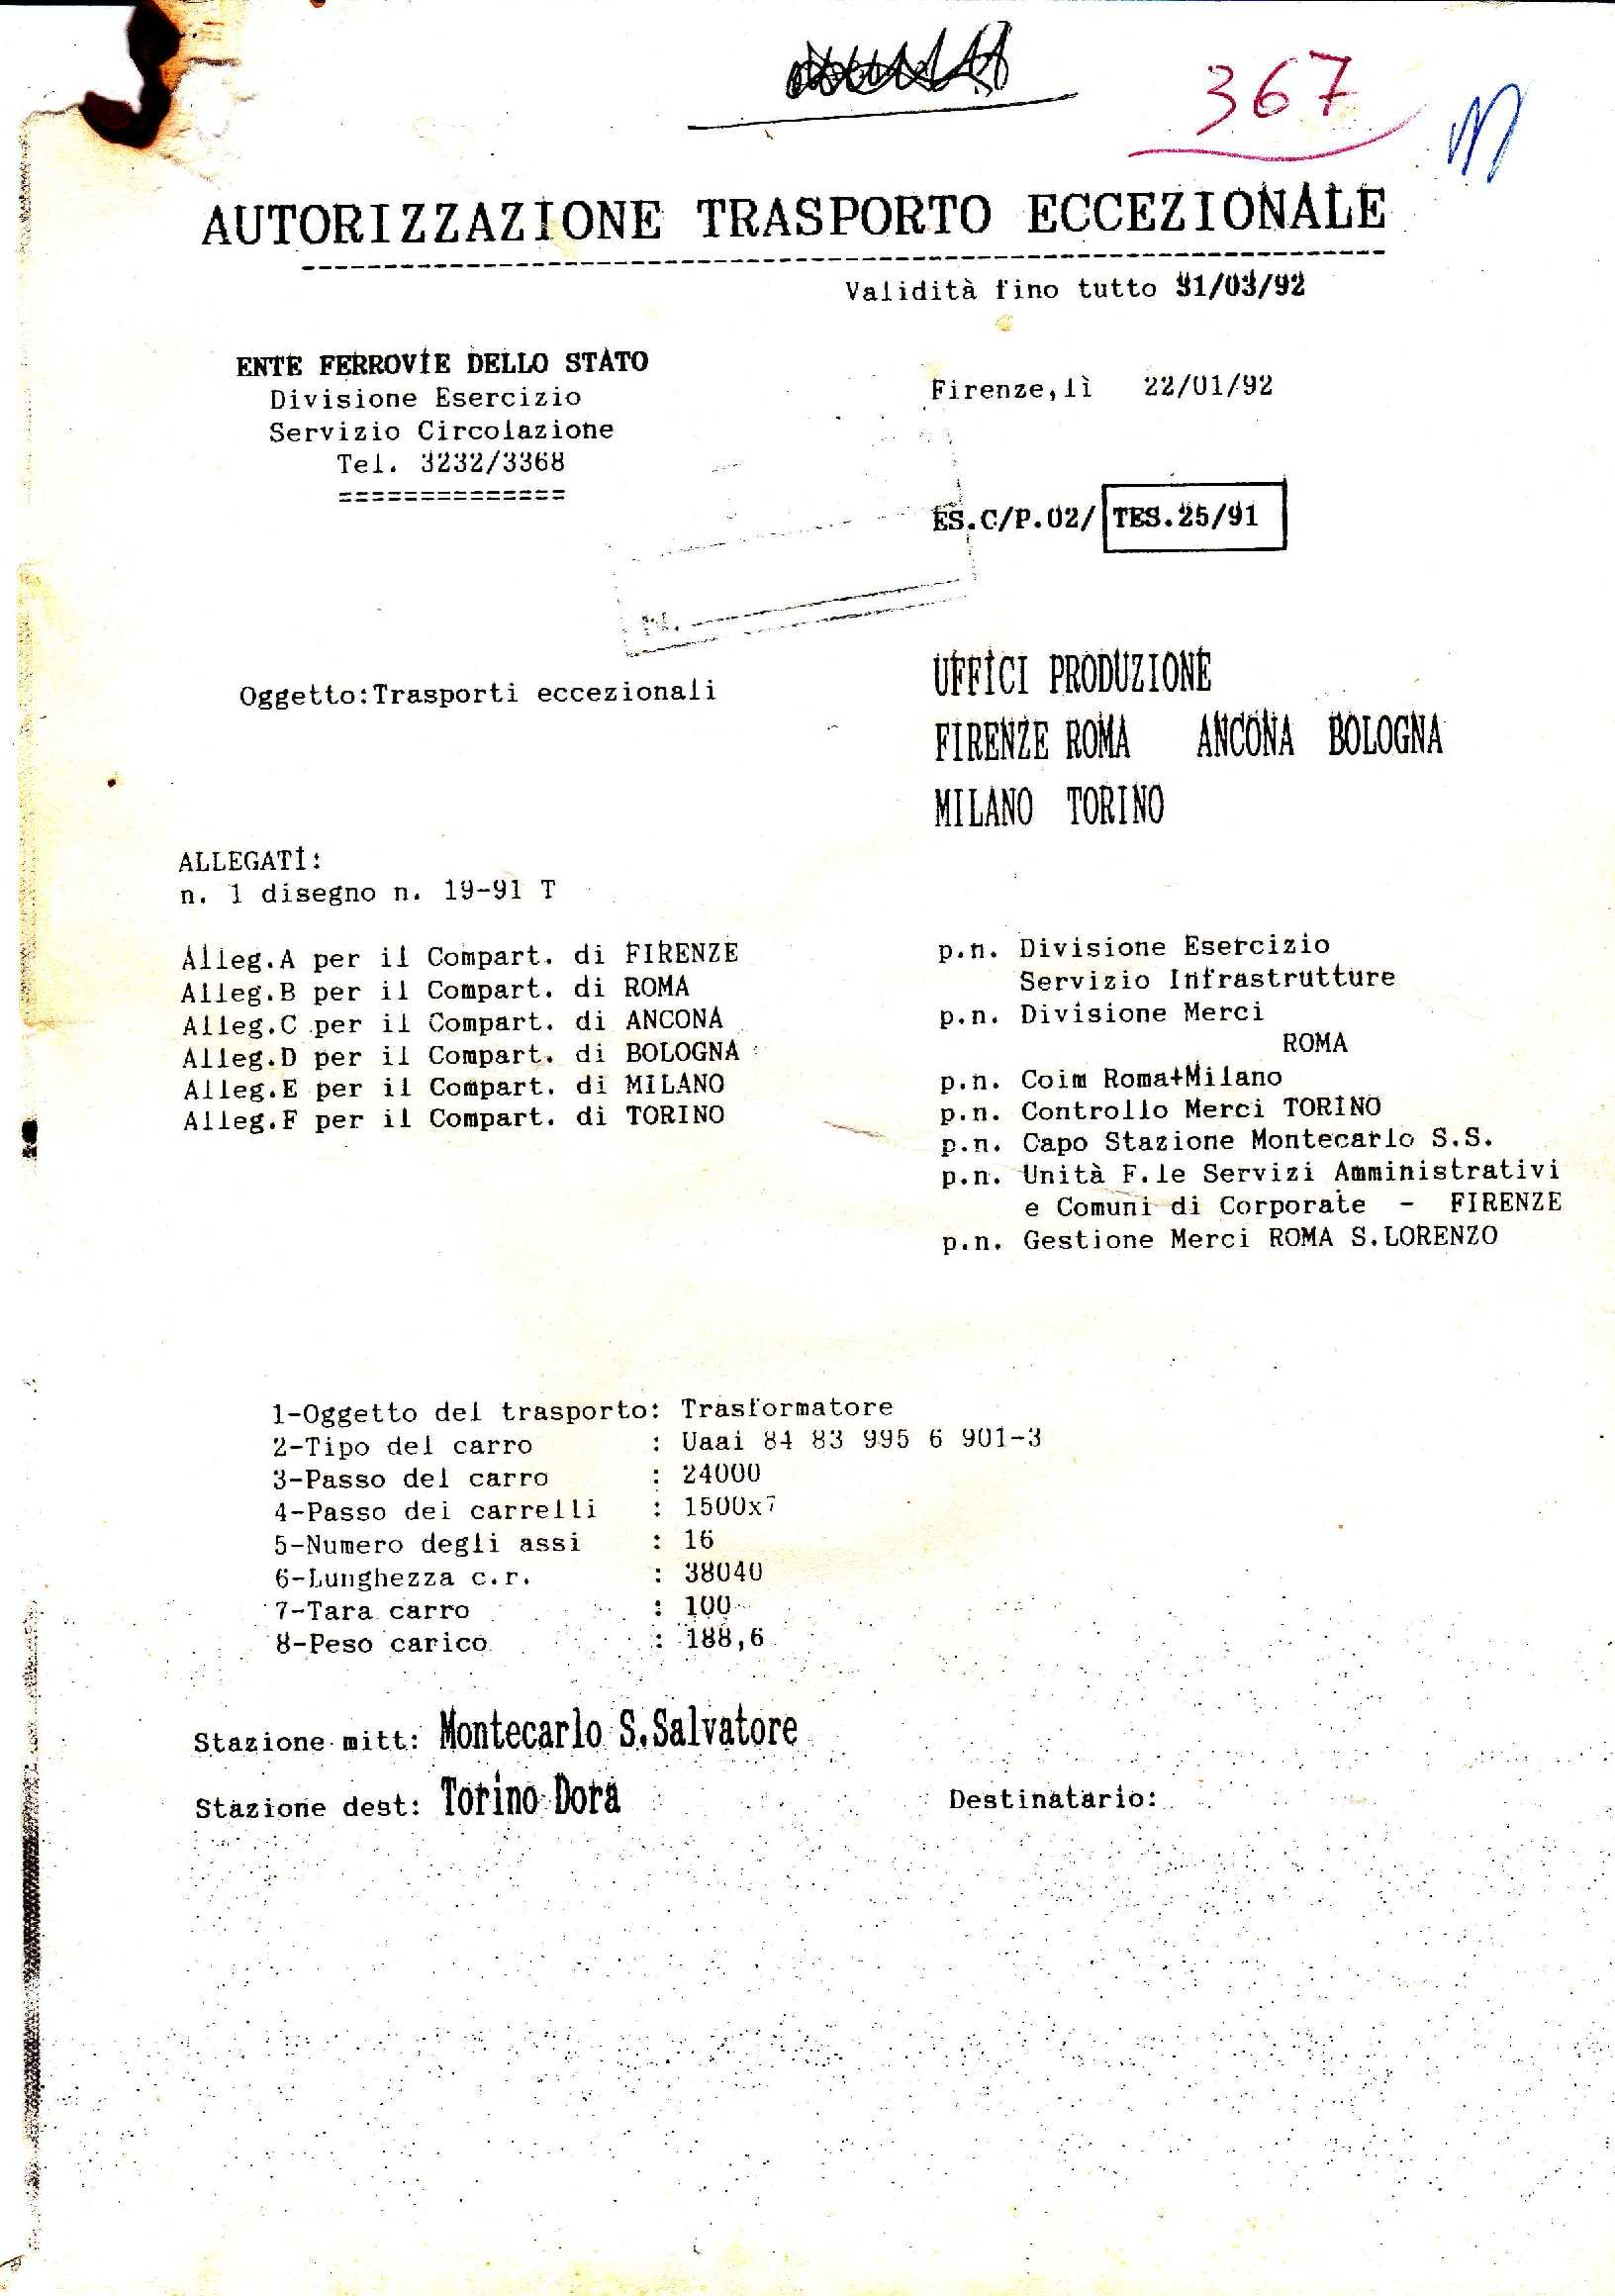 367
AUTORIZZAZIONE TRASPORTO ECCEZIONALE
Validità fino tutto 31/03/92
ENTE FERROVIE DELLO STATO
Divisione Esercizio
Servizio Circolazione
Tel. 3232/3368
==============
Firenze,lì 22/01/92
ES.C/P.02/ TES.25/91
N.
Oggetto:Trasporti eccezionali
UFFICI PRODUZIONE
FIRENZE ROMA ANCONA BOLOGNA
MILANO TORINO
ALLEGATI:
n. 1 disegno n. 19-91 T
Alleg.A per il Compart. di FIRENZE
Alleg.B per il Compart. di ROMA
Alleg.C per il Compart. di ANCONA
Alleg.D per il Compart. di BOLOGNA
Alleg.E per il Compart. di MILANO
Alleg.F per il Compart. di TORINO
p.n. Divisione Esercizio
Servizio Infrastrutture
p.n. Divisione Merci
ROMA
p.n. Coim Roma+Milano
p.n. Controllo Merci TORINO
p.n. Capo Stazione Montecarlo S.S.
p.n. Unità F.le Servizi Amministrativi
e Comuni di Corporate - FIRENZE
p.n. Gestione Merci ROMA S.LORENZO
1-Oggetto del trasporto: Trasformatore
2-Tipo del carro : Uaai 84 83 995 6 901-3
3-Passo del carro : 24000
4-Passo dei carrelli : 1500x7
5-Numero degli assi : 16
6-Lunghezza c.r. : 38040
7-Tara carro : 100
8-Peso carico : 188,6
Stazione mitt: Montecarlo S.Salvatore
Stazione dest: Torino Dora
Destinatario: